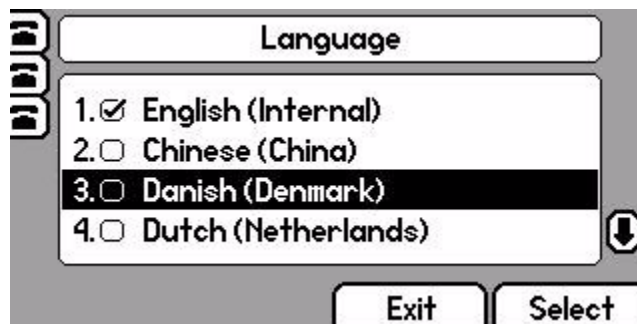 Language
1. English (Internal)
2. Chinese (China)
3. Danish (Denmark)
4. Dutch (Netherlands)
Exit Select